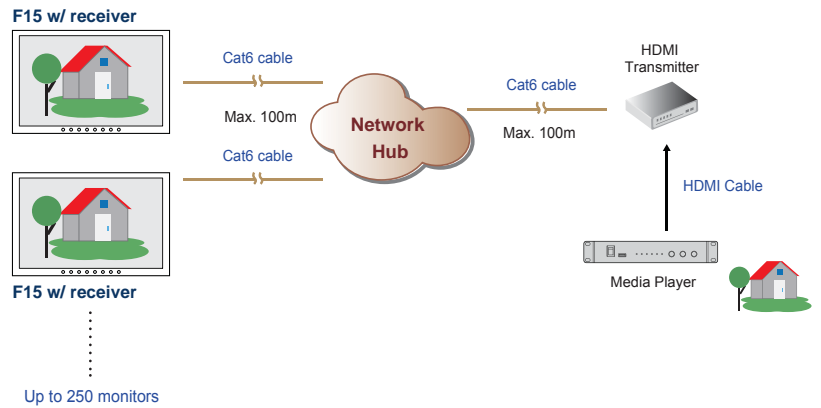 F15 w/ receiver
Cat6 cable
Max. 100m
Cat6 cable
F15 w/ receiver
Up to 250 monitors
Network
Hub
Cat6 cable
Max. 100m
HDMI
Transmitter
HDMI Cable
Media Player